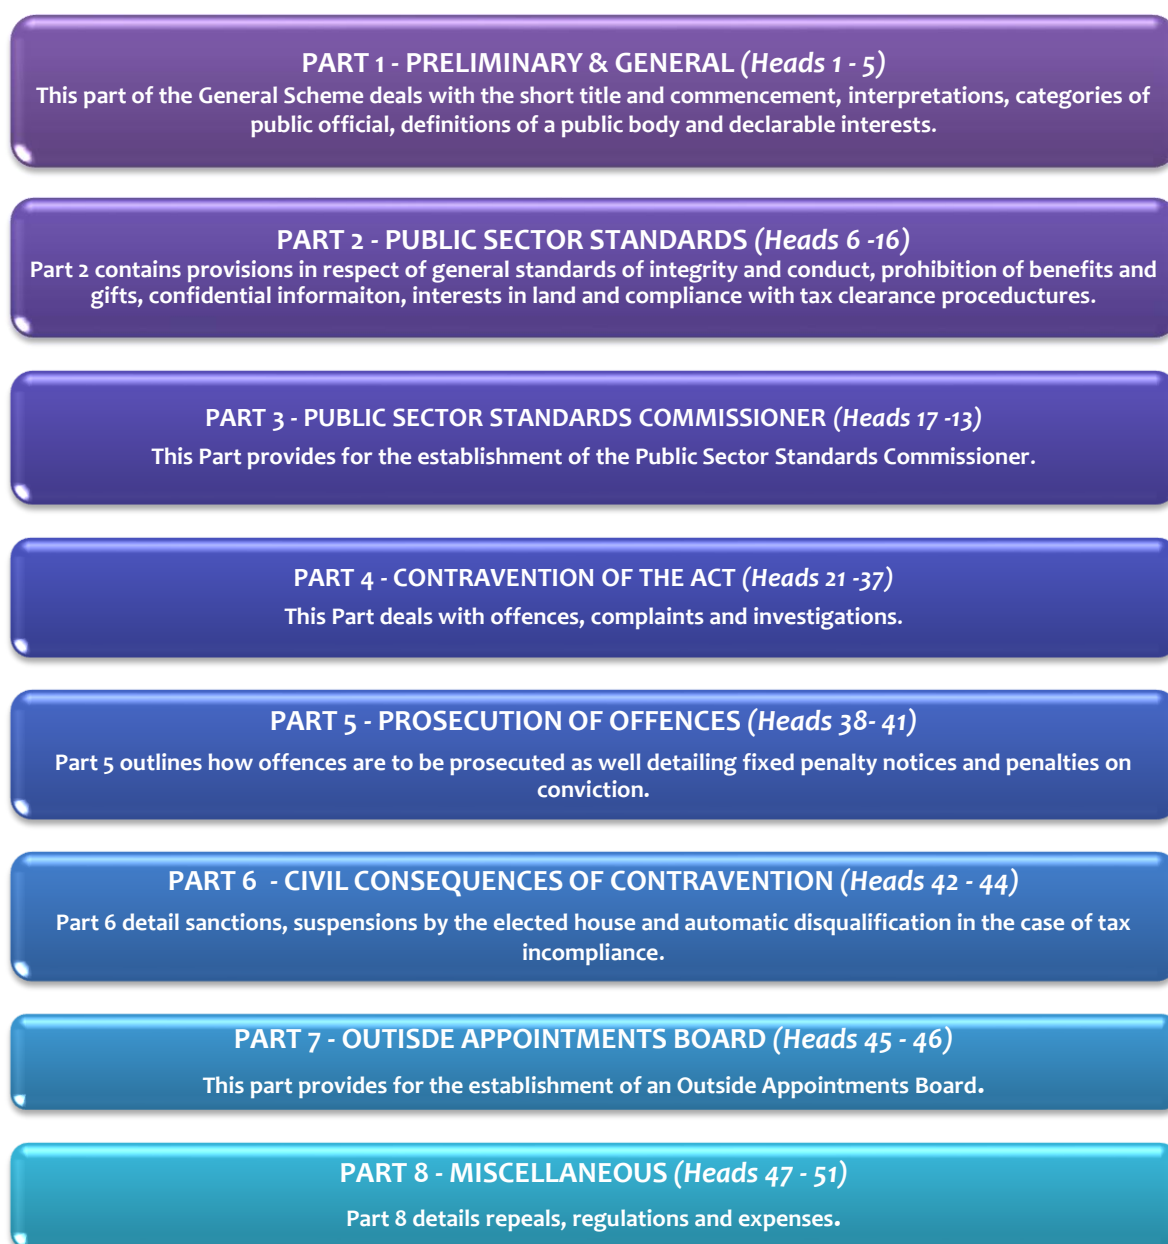 PART 1 - PRELIMINARY & GENERAL (Heads 1 - 5)
This part of the General Scheme deals with the short title and commencement, interpretations, categories of
public official, definitions of a public body and declarable interests.
PART 2 - PUBLIC SECTOR STANDARDS (Heads 6 -16)
Part 2 contains provisions in respect of general standards of integrity and conduct, prohibition of benefits and
gifts, confidential informaiton, interests in land and compliance with tax clearance proceductures.
PART 3 - PUBLIC SECTOR STANDARDS COMMISSIONER (Heads 17 -13)
This Part provides for the establishment of the Public Sector Standards Commissioner.
PART 4 - CONTRAVENTION OF THE ACT (Heads 21 -37)
This Part deals with offences, complaints and investigations.
PART 5 - PROSECUTION OF OFFENCES (Heads 38- 41)
Part 5 outlines how offences are to be prosecuted as well detailing fixed penalty notices and penalties on
conviction.
PART 6  - CIVIL CONSEQUENCES OF CONTRAVENTION (Heads 42 - 44)
Part 6 detail sanctions, suspensions by the elected house and automatic disqualification in the case of tax
incompliance.
PART 7 - OUTISDE APPOINTMENTS BOARD (Heads 45 - 46)
This part provides for the establishment of an Outside Appointments Board.
PART 8 - MISCELLANEOUS (Heads 47 - 51)
Part 8 details repeals, regulations and expenses.